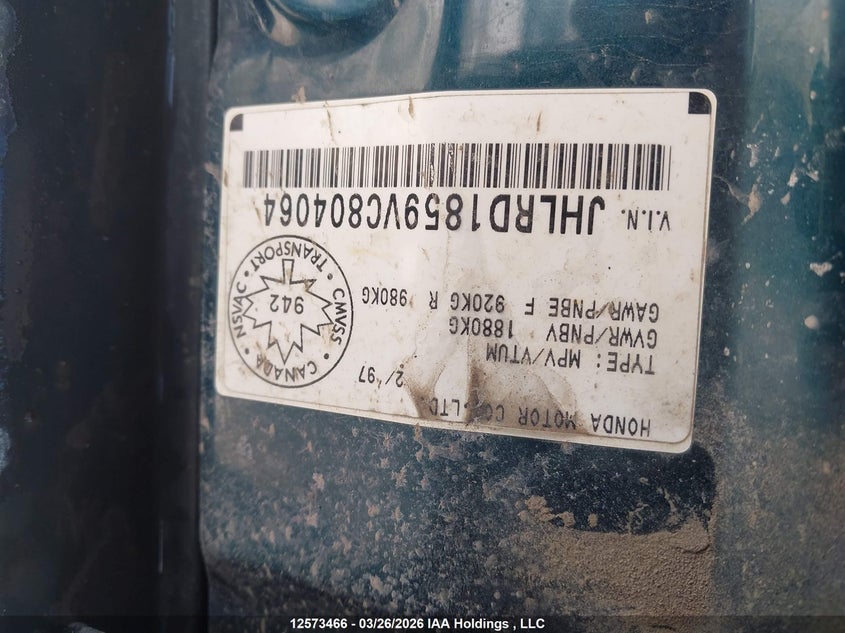 HONDA MOTOR CO.,LTD.
2/'97
TYPE: MPV/VTUM
GVWR/PNBV 1880KG
GAWR/PNBE F 920KG R 980KG
V.I.N. JHLRD1859VC804064
CANADA • NSVAC • TRANSPORT • CMVSS •
942
12573466 - 03/26/2026 IAA Holdings , LLC